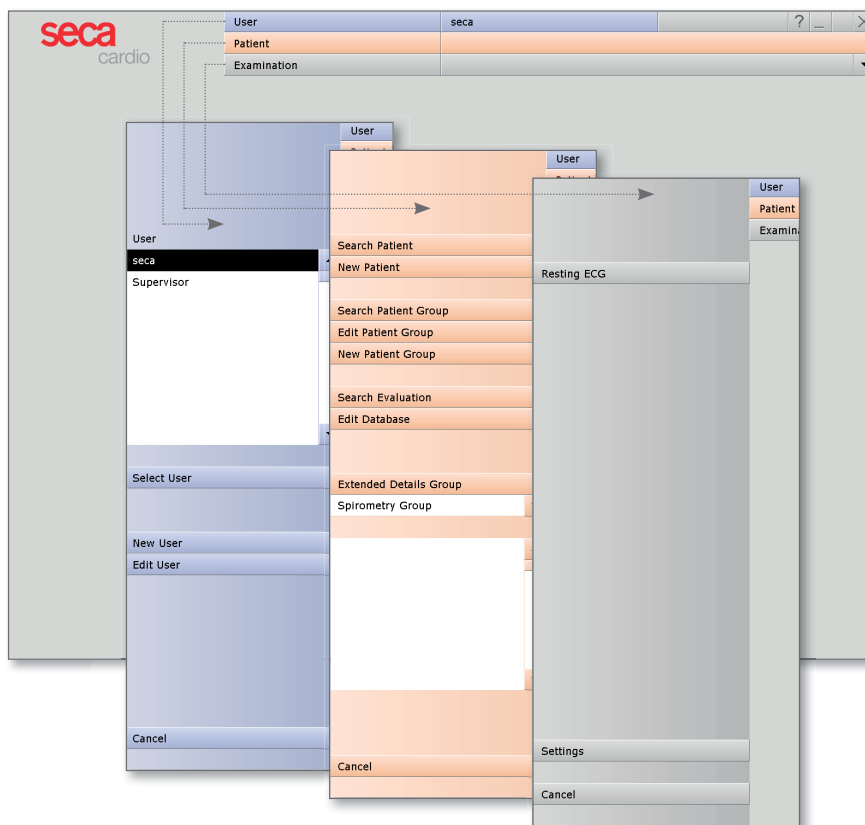 seca
cardio
User seca ? _ X
Patient
Examination
User
User
seca
Supervisor
Select User
New User
Edit User
Cancel
User
Search Patient
New Patient
Search Patient Group
Edit Patient Group
New Patient Group
Search Evaluation
Edit Database
Extended Details Group
Spirometry Group
Cancel
User
Patient
Examin
Resting ECG
Settings
Cancel